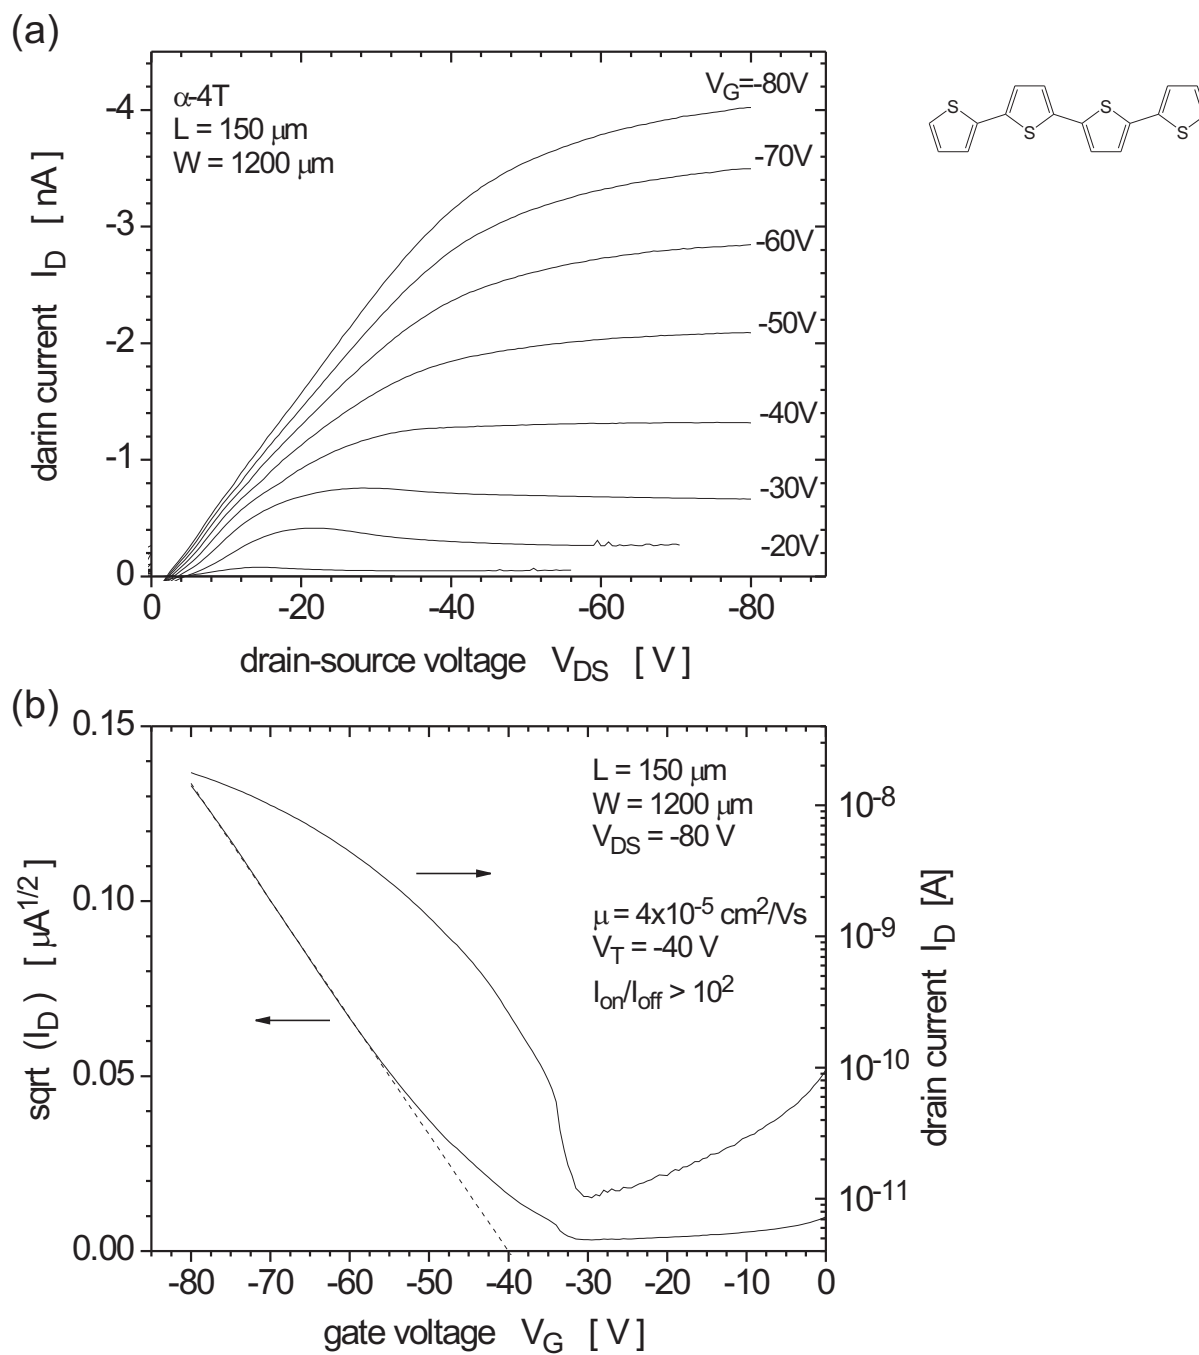 (a)
α-4T
L = 150 μm
W = 1200 μm
V_G=-80V
-70V
-60V
-50V
-40V
-30V
-20V
-4
-3
-2
-1
0
darin current I_D [ nA]
0 -20 -40 -60 -80
drain-source voltage V_DS [ V ]
S S S S
(b)
0.15
0.10
0.05
0.00
sqrt (I_D ) [ μA^1/2 ]
L = 150 μm
W = 1200 μm
V_DS = -80 V
μ = 4x10^-5 cm^2/Vs
V_T = -40 V
I_on/I_off > 10^2
10^-8
10^-9
10^-10
10^-11
drain current I_D [A]
-80 -70 -60 -50 -40 -30 -20 -10 0
gate voltage V_G [ V ]